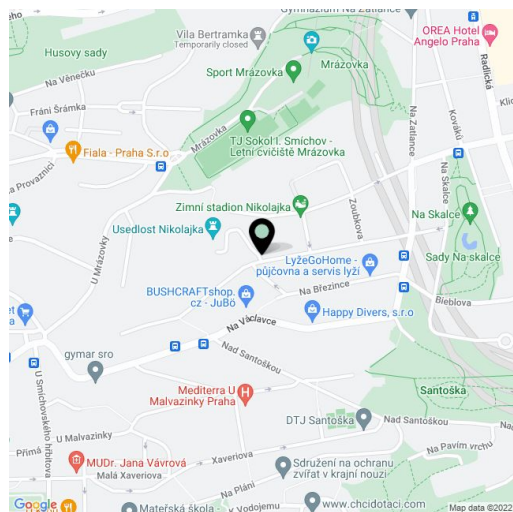 Gymnázium Na Zatlance
Vila Bertramka
Temporarily closed
OREA Hotel
Angelo Praha
Husovy sady
Na Věnečku
Sport Mrázovka
Mrázovka
Radlická
Fráni Šrámka
Na Zatlance
Kováků
Mrázovka
TJ Sokol I. Smíchov -
Letní cvičiště Mrázovka
Fiala - Praha S.r.o
Na Provaznici
Na Skalce
Zimní stadion Nikolajka
Zoubkova
Na Skalce
Usedlost Nikolajka
U Mrázovky
LyžeGoHome -
půjčovna a servis lyží
Sady Na skalce
BUSHCRAFTshop.
cz - JuBö
Na Březince
Bieblova
Happy Divers, s.r.o
Na Václavce
gymar sro
Nad Santoškou
U Smíchovského hřbitova
Mediterra U
Malvazinky Praha
Santoška
DTJ Santoška
Nad Santoškou
U Malvazinky
Na Pavím vrchu
Přímá
Xaveriova
MUDr. Jana Vávrová
Malá Xaveriova
Sdružení na ochranu
zvířat v krajní nouzi
Na Pláni
Google
Mateřská škola -
K Vodojemu
www.chcidotaci.com
Map data ©2022